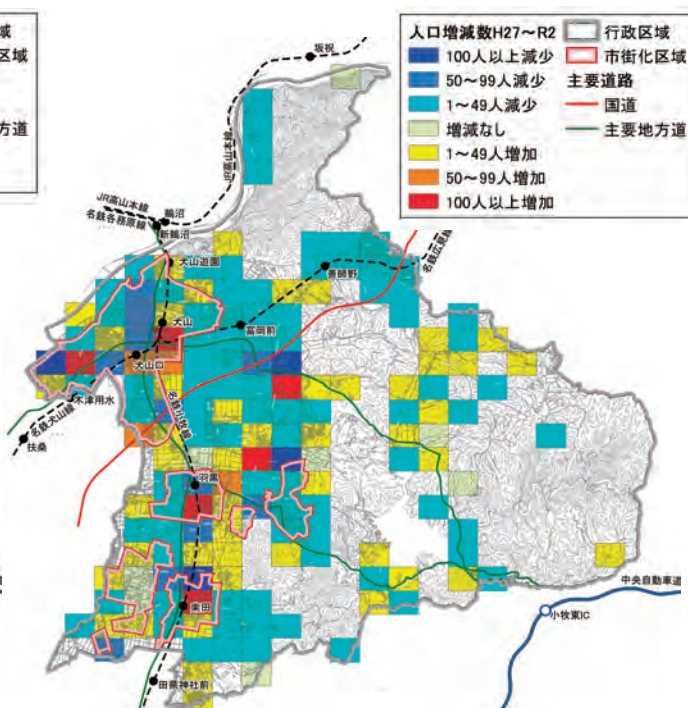 域
区域
方道
人口増減数H27～R2
100人以上減少
50～99人減少
1～49人減少
増減なし
1～49人増加
50～99人増加
100人以上増加
行政区域
市街化区域
主要道路
国道
主要地方道
坂祝
JR高山本線
JR高山本線
鵜沼
名鉄各務原線
新鵜沼
犬山遊園
善師野
名鉄広見線
犬山
富岡前
犬山口
木津用水
名鉄犬山線
名鉄小牧線
扶桑
羽黒
楽田
中央自動車道
小牧東IC
田県神社前